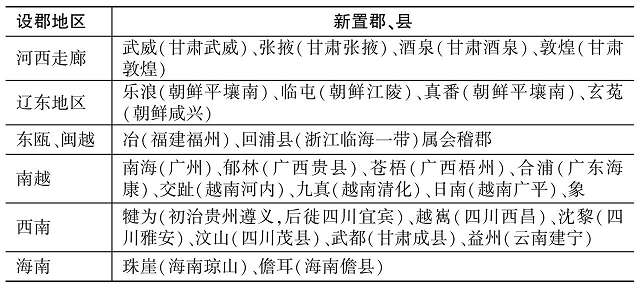 设郡地区 新置郡、县
河西走廊 武威(甘肃武威)、张掖(甘肃张掖)、酒泉(甘肃酒泉)、敦煌(甘肃
敦煌)
辽东地区 乐浪(朝鲜平壤南)、临屯(朝鲜江陵)、真番(朝鲜平壤南)、玄菟
(朝鲜咸兴)
东瓯、闽越 冶(福建福州)、回浦县(浙江临海一带)属会稽郡
南越 南海(广州)、郁林(广西贵县)、苍梧(广西梧州)、合浦(广东海
康)、交趾(越南河内)、九真(越南清化)、日南(越南广平)、象
西南 犍为(初治贵州遵义,后徙四川宜宾)、越嶲(四川西昌)、沈黎(四
川雅安)、汶山(四川茂县)、武都(甘肃成县)、益州(云南建宁)
海南 珠崖(海南琼山)、儋耳(海南儋县)